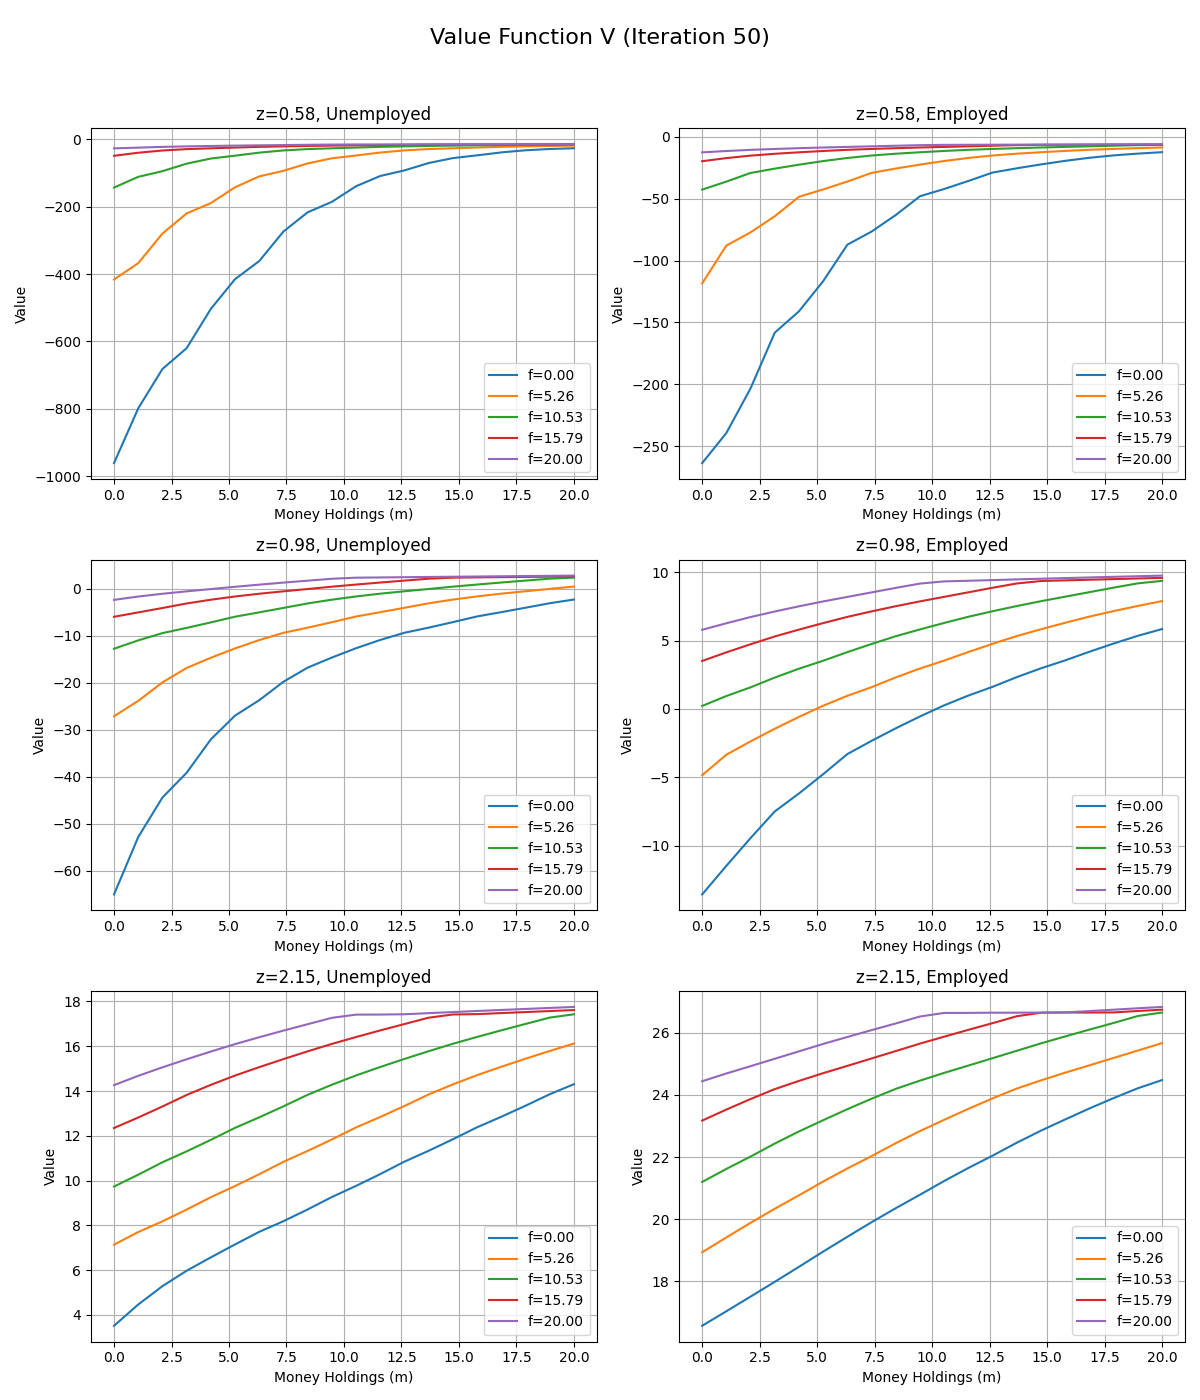 Value Function V (Iteration 50)
z=0.58, Unemployed
0
−200
−400
−600
−800
−1000
Value
0.0 2.5 5.0 7.5 10.0 12.5 15.0 17.5 20.0
Money Holdings (m)
f=0.00
f=5.26
f=10.53
f=15.79
f=20.00
z=0.58, Employed
0
−50
−100
−150
−200
−250
Value
0.0 2.5 5.0 7.5 10.0 12.5 15.0 17.5 20.0
Money Holdings (m)
f=0.00
f=5.26
f=10.53
f=15.79
f=20.00
z=0.98, Unemployed
0
−10
−20
−30
−40
−50
−60
Value
0.0 2.5 5.0 7.5 10.0 12.5 15.0 17.5 20.0
Money Holdings (m)
f=0.00
f=5.26
f=10.53
f=15.79
f=20.00
z=0.98, Employed
10
5
0
−5
−10
Value
0.0 2.5 5.0 7.5 10.0 12.5 15.0 17.5 20.0
Money Holdings (m)
f=0.00
f=5.26
f=10.53
f=15.79
f=20.00
z=2.15, Unemployed
18
16
14
12
10
8
6
4
Value
0.0 2.5 5.0 7.5 10.0 12.5 15.0 17.5 20.0
Money Holdings (m)
f=0.00
f=5.26
f=10.53
f=15.79
f=20.00
z=2.15, Employed
26
24
22
20
18
Value
0.0 2.5 5.0 7.5 10.0 12.5 15.0 17.5 20.0
Money Holdings (m)
f=0.00
f=5.26
f=10.53
f=15.79
f=20.00